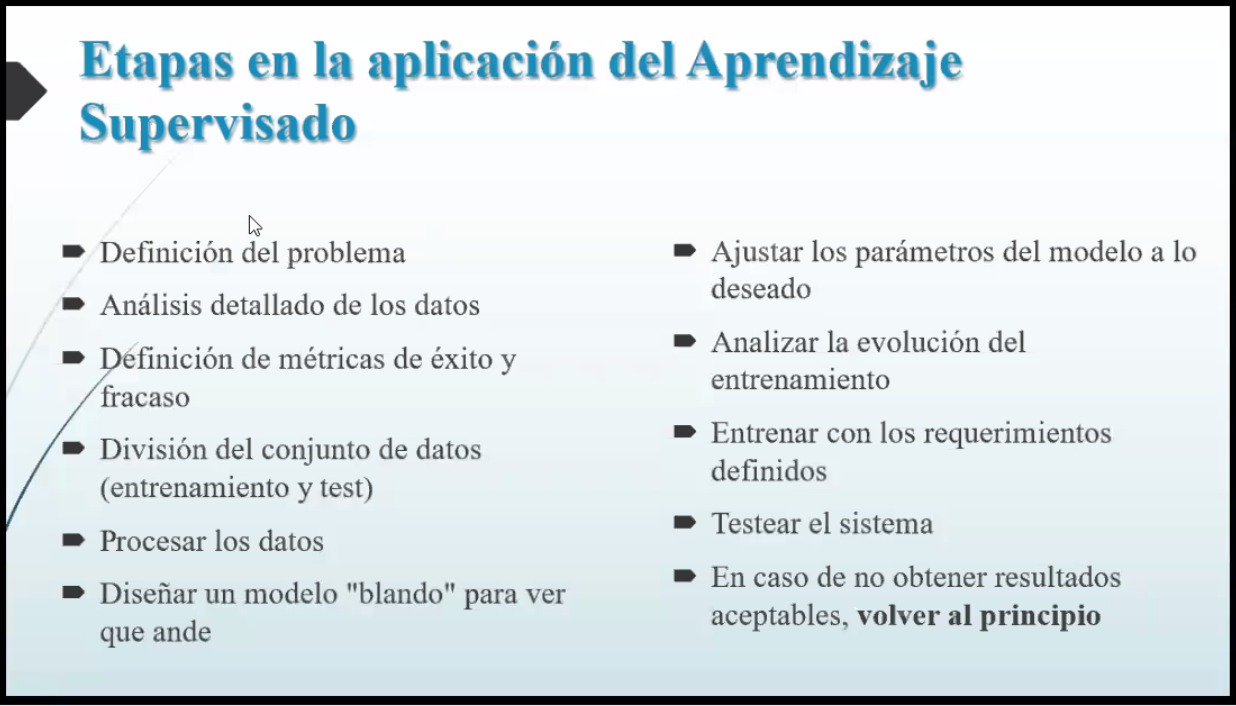 Etapas en la aplicación del Aprendizaje
Supervisado
Definición del problema
Análisis detallado de los datos
Definición de métricas de éxito y
fracaso
División del conjunto de datos
(entrenamiento y test)
Procesar los datos
Diseñar un modelo "blando" para ver
que ande
Ajustar los parámetros del modelo a lo
deseado
Analizar la evolución del
entrenamiento
Entrenar con los requerimientos
definidos
Testear el sistema
En caso de no obtener resultados
aceptables, volver al principio